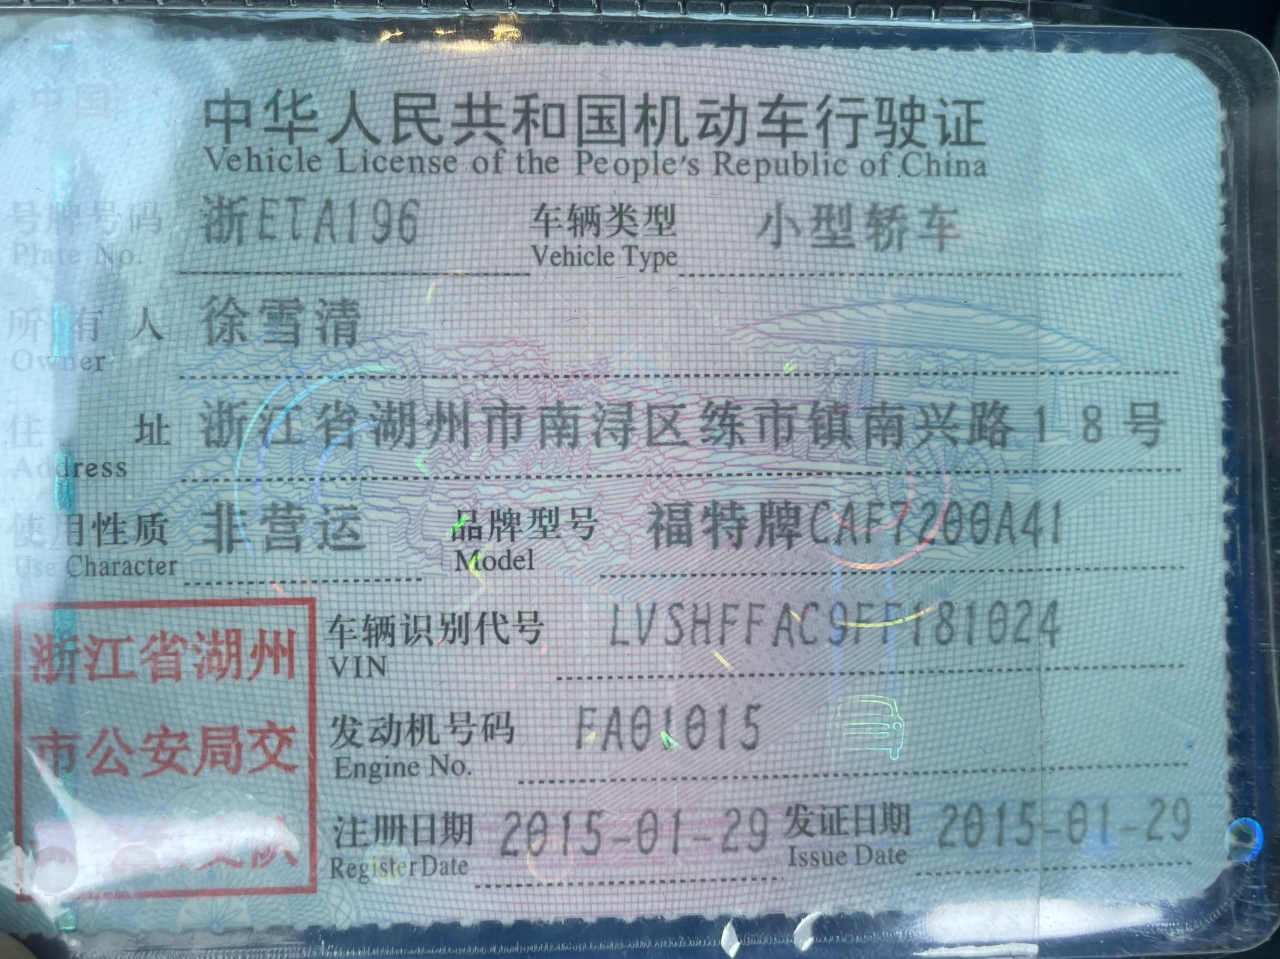 中华人民共和国机动车行驶证
Vehicle License of the People's Republic of China
号牌号码 浙ETA196 车辆类型 小型轿车
Plate No. Vehicle Type
所有人 徐雪清
Owner
住址 浙江省湖州市南浔区练市镇南兴路18号
Address
使用性质 非营运 品牌型号 福特牌CAF7200A41
Use Character Model
浙江省湖州
市公安局交
支队
车辆识别代号 LVSHFFAC9FF181024
VIN
发动机号码 FA01015
Engine No.
注册日期 2015-01-29 发证日期 2015-01-29
Register Date Issue Date